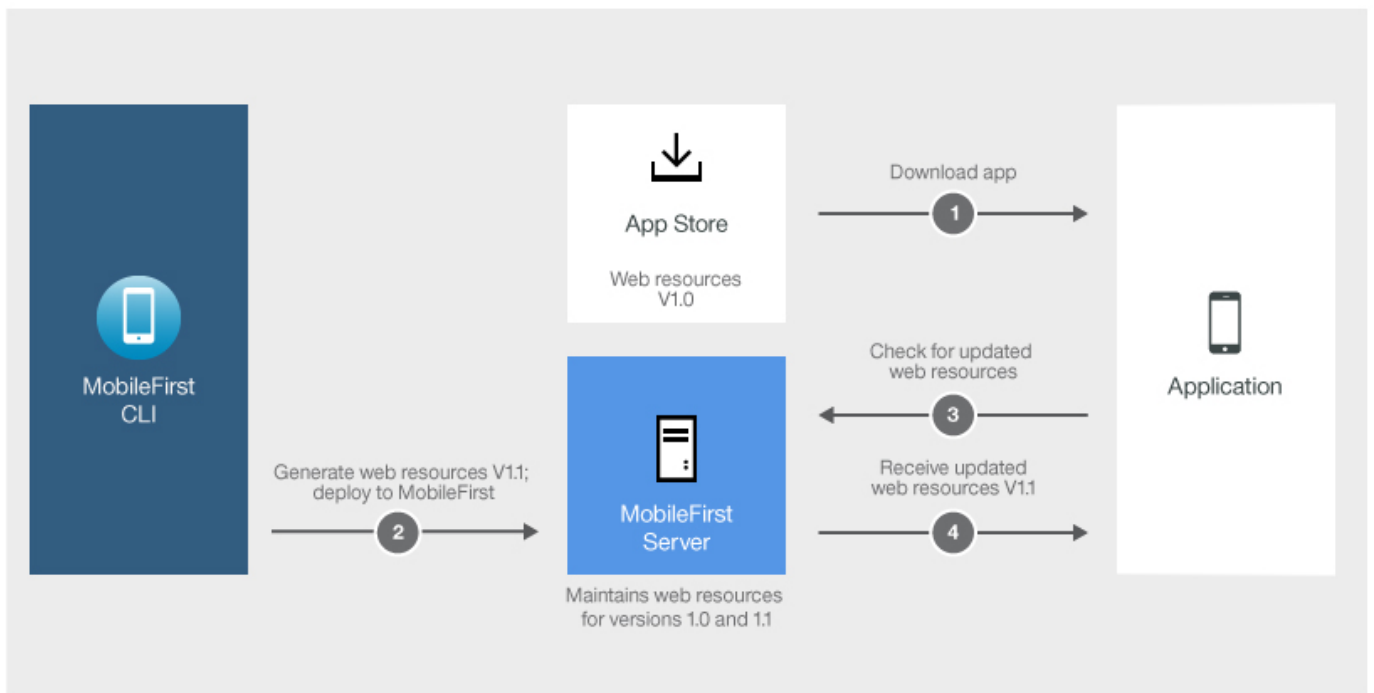 MobileFirst
CLI
Generate web resources V1.1;
deploy to MobileFirst
2
App Store
Web resources
V1.0
MobileFirst
Server
Maintains web resources
for versions 1.0 and 1.1
Download app
1
Check for updated
web resources
3
Receive updated
web resources V1.1
4
Application